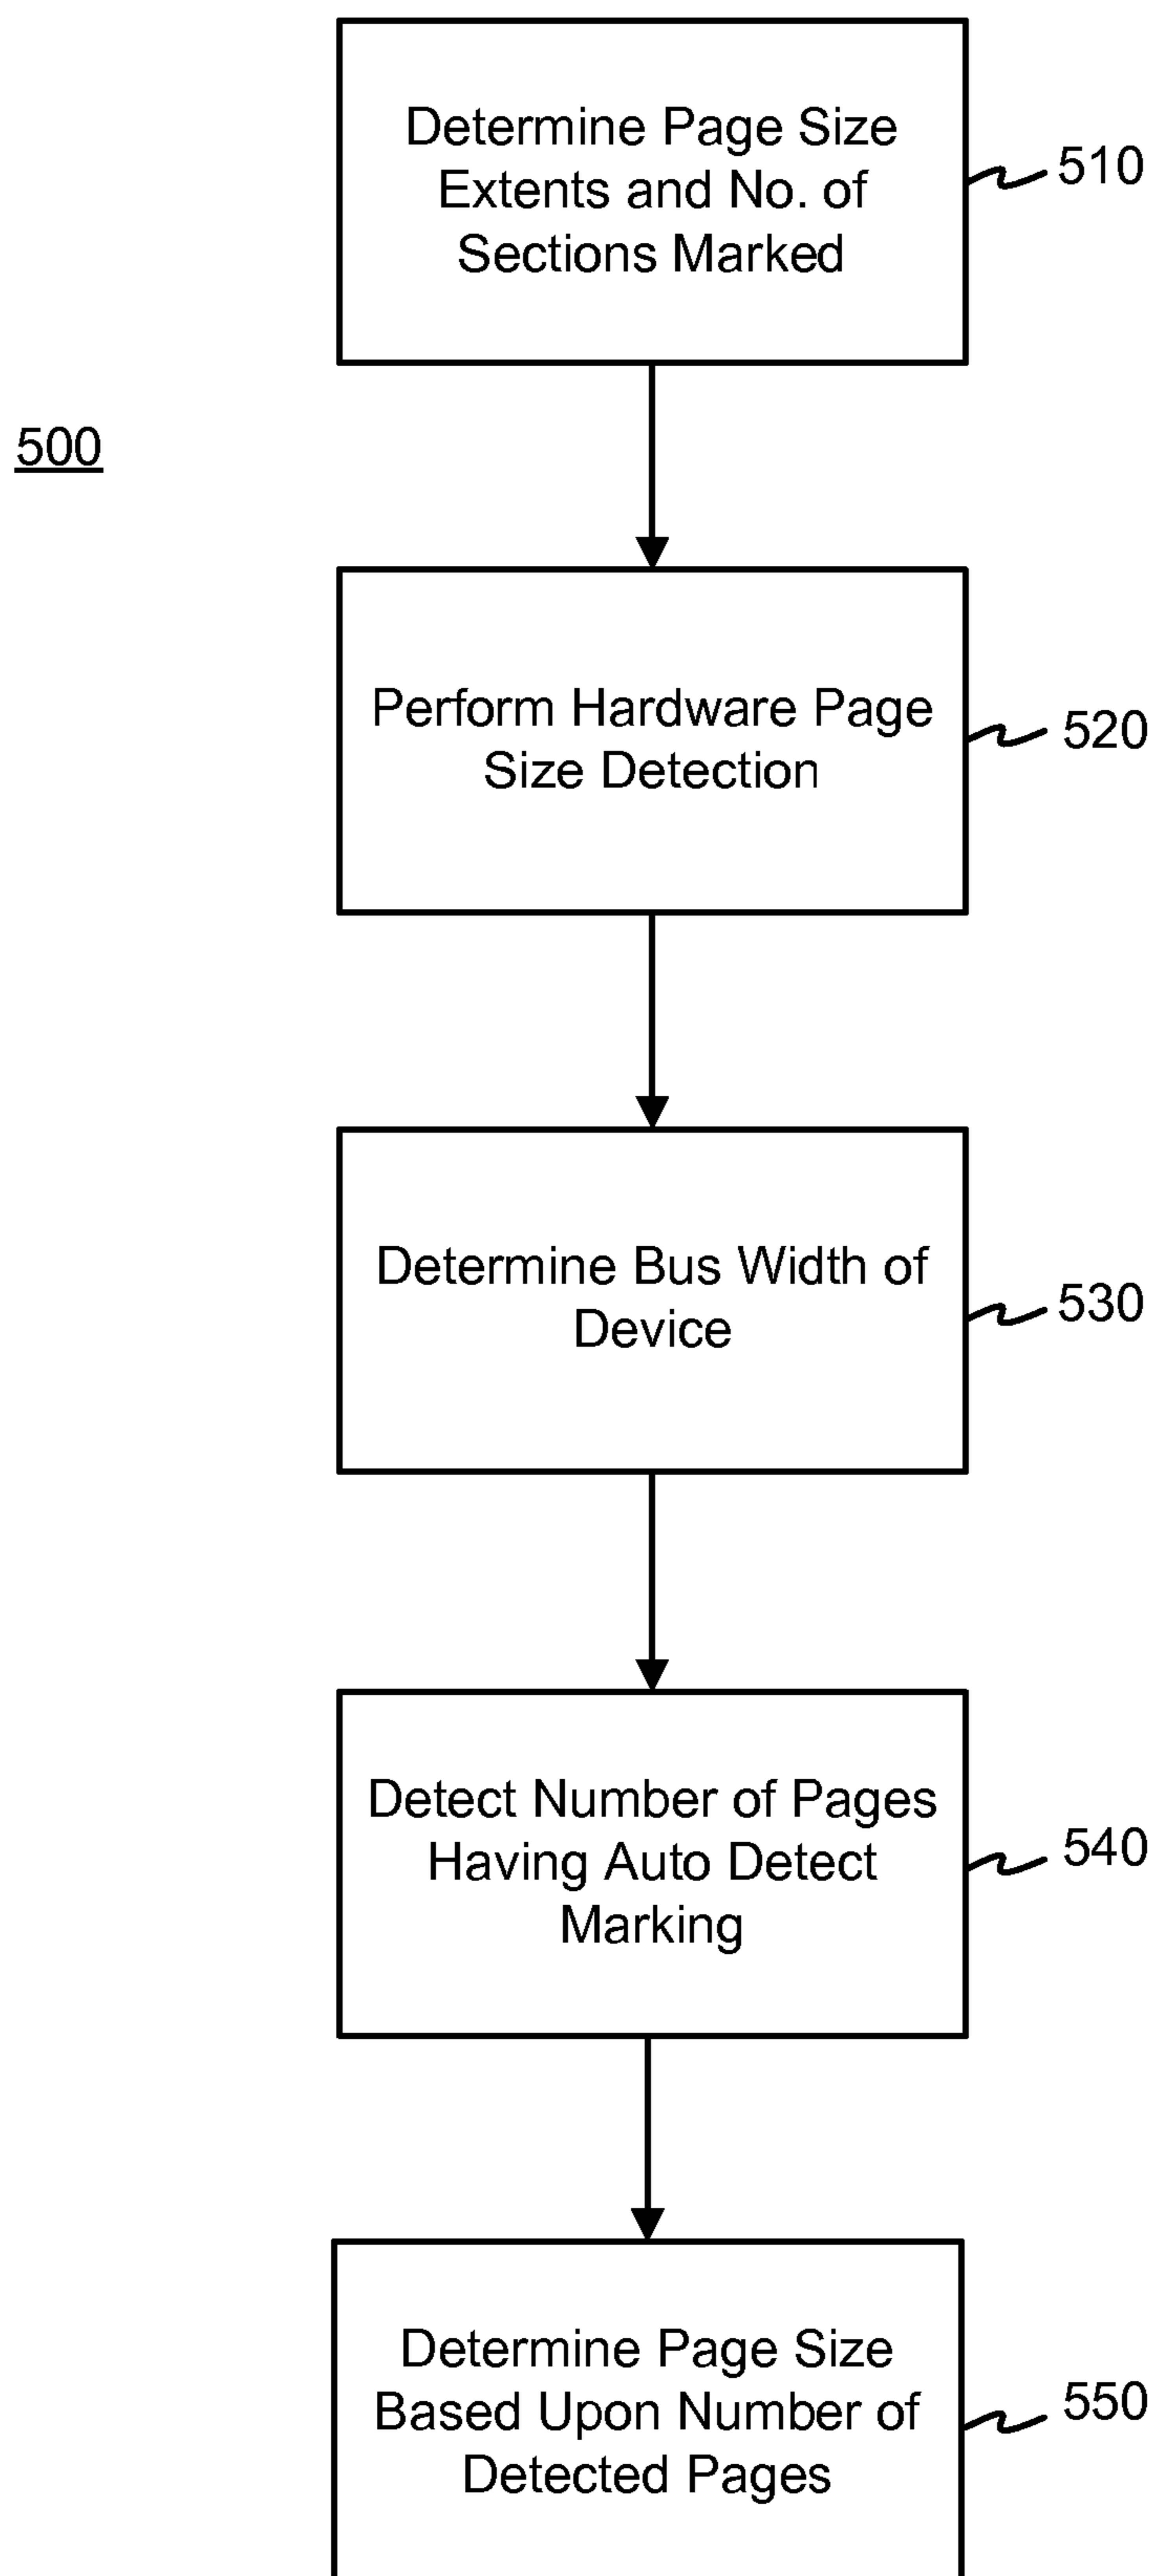 Determine Page Size
Extents and No. of
Sections Marked
510
500
Perform Hardware Page
Size Detection
520
Determine Bus Width of
Device
530
Detect Number of Pages
Having Auto Detect
Marking
540
Determine Page Size
Based Upon Number of
Detected Pages
550